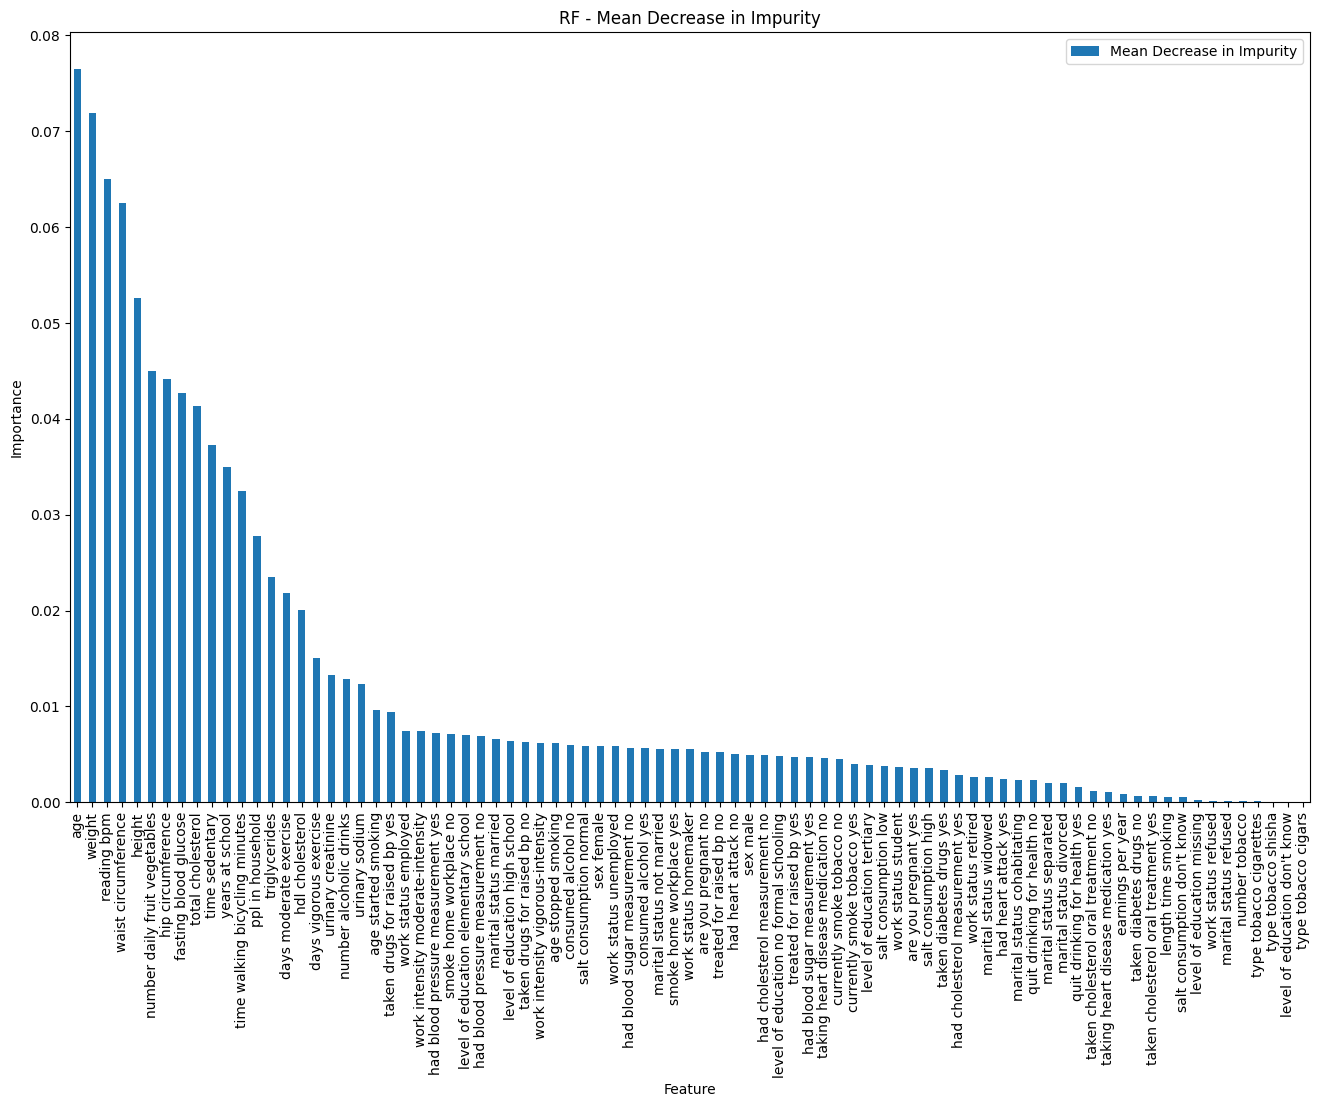 RF - Mean Decrease in Impurity
Mean Decrease in Impurity
0.08
0.07
0.06
0.05
0.04
0.03
0.02
0.01
0.00
Importance
age
weight
reading bpm
waist circumference
height
number daily fruit vegetables
hip circumference
fasting blood glucose
total cholesterol
time sedentary
years at school
time walking bicycling minutes
ppl in household
triglycerides
days moderate exercise
hdl cholesterol
days vigorous exercise
urinary creatinine
number alcoholic drinks
urinary sodium
age started smoking
taken drugs for raised bp yes
work status employed
work intensity moderate-intensity
had blood pressure measurement yes
smoke home workplace no
level of education elementary school
had blood pressure measurement no
marital status married
level of education high school
taken drugs for raised bp no
work intensity vigorous-intensity
age stopped smoking
consumed alcohol no
salt consumption normal
sex female
work status unemployed
had blood sugar measurement no
consumed alcohol yes
marital status not married
smoke home workplace yes
work status homemaker
are you pregnant no
treated for raised bp no
had heart attack no
sex male
had cholesterol measurement no
level of education no formal schooling
treated for raised bp yes
had blood sugar measurement yes
taking heart disease medication no
currently smoke tobacco no
currently smoke tobacco yes
level of education tertiary
salt consumption low
work status student
are you pregnant yes
salt consumption high
taken diabetes drugs yes
had cholesterol measurement yes
work status retired
marital status widowed
had heart attack yes
marital status cohabitating
quit drinking for health no
marital status separated
marital status divorced
quit drinking for health yes
taken cholesterol oral treatment no
taking heart disease medication yes
earnings per year
taken diabetes drugs no
taken cholesterol oral treatment yes
length time smoking
salt consumption don't know
level of education missing
work status refused
marital status refused
number tobacco
type tobacco cigarettes
type tobacco shisha
level of education don't know
type tobacco cigars
Feature